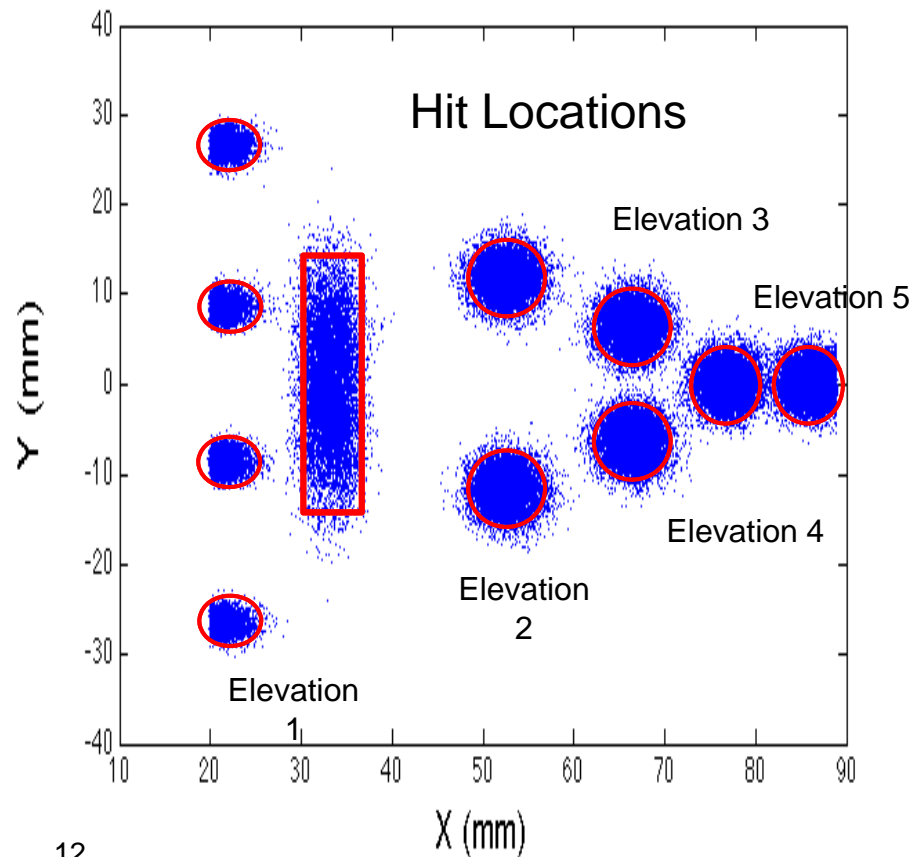 Hit Locations
Elevation 3
Elevation 5
Elevation 4
Elevation
2
Elevation
1
40
30
20
10
0
-10
-20
-30
-40
Y (mm)
10 20 30 40 50 60 70 80 90
X (mm)
12